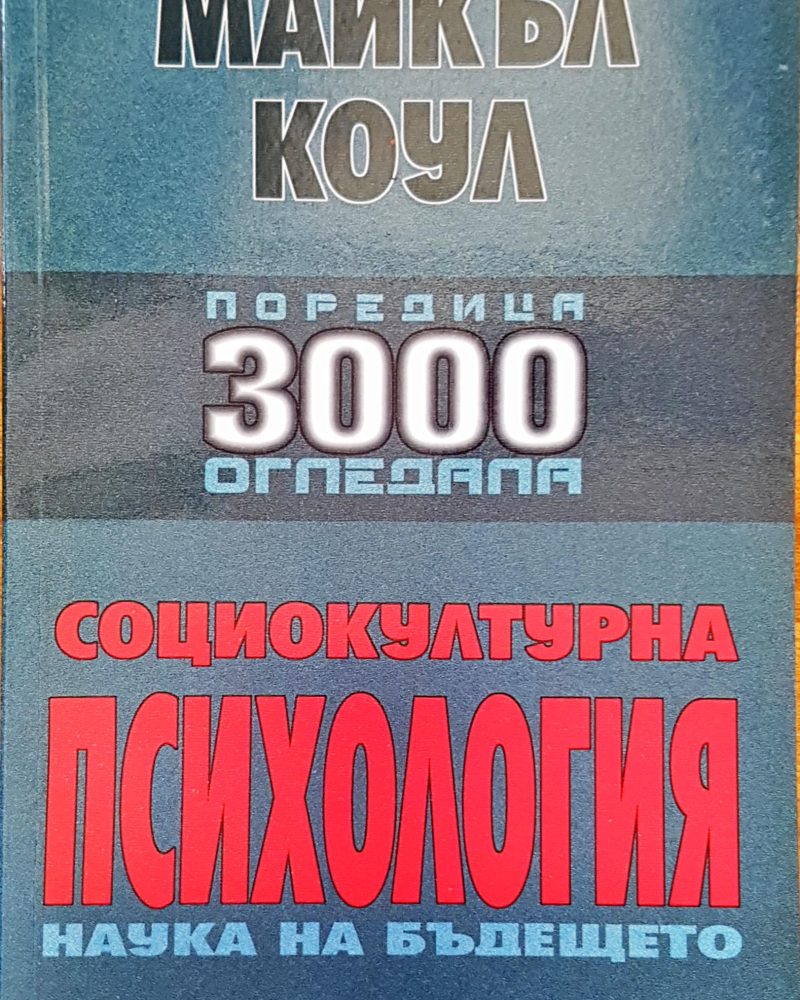 МАЙКЪЛ
КОУЛ
ПОРЕДИЦА
3000
ОГЛЕДАЛА
СОЦИОКУЛТУРНА
ПСИХОЛОГИЯ
НАУКА НА БЪДЕЩЕТО